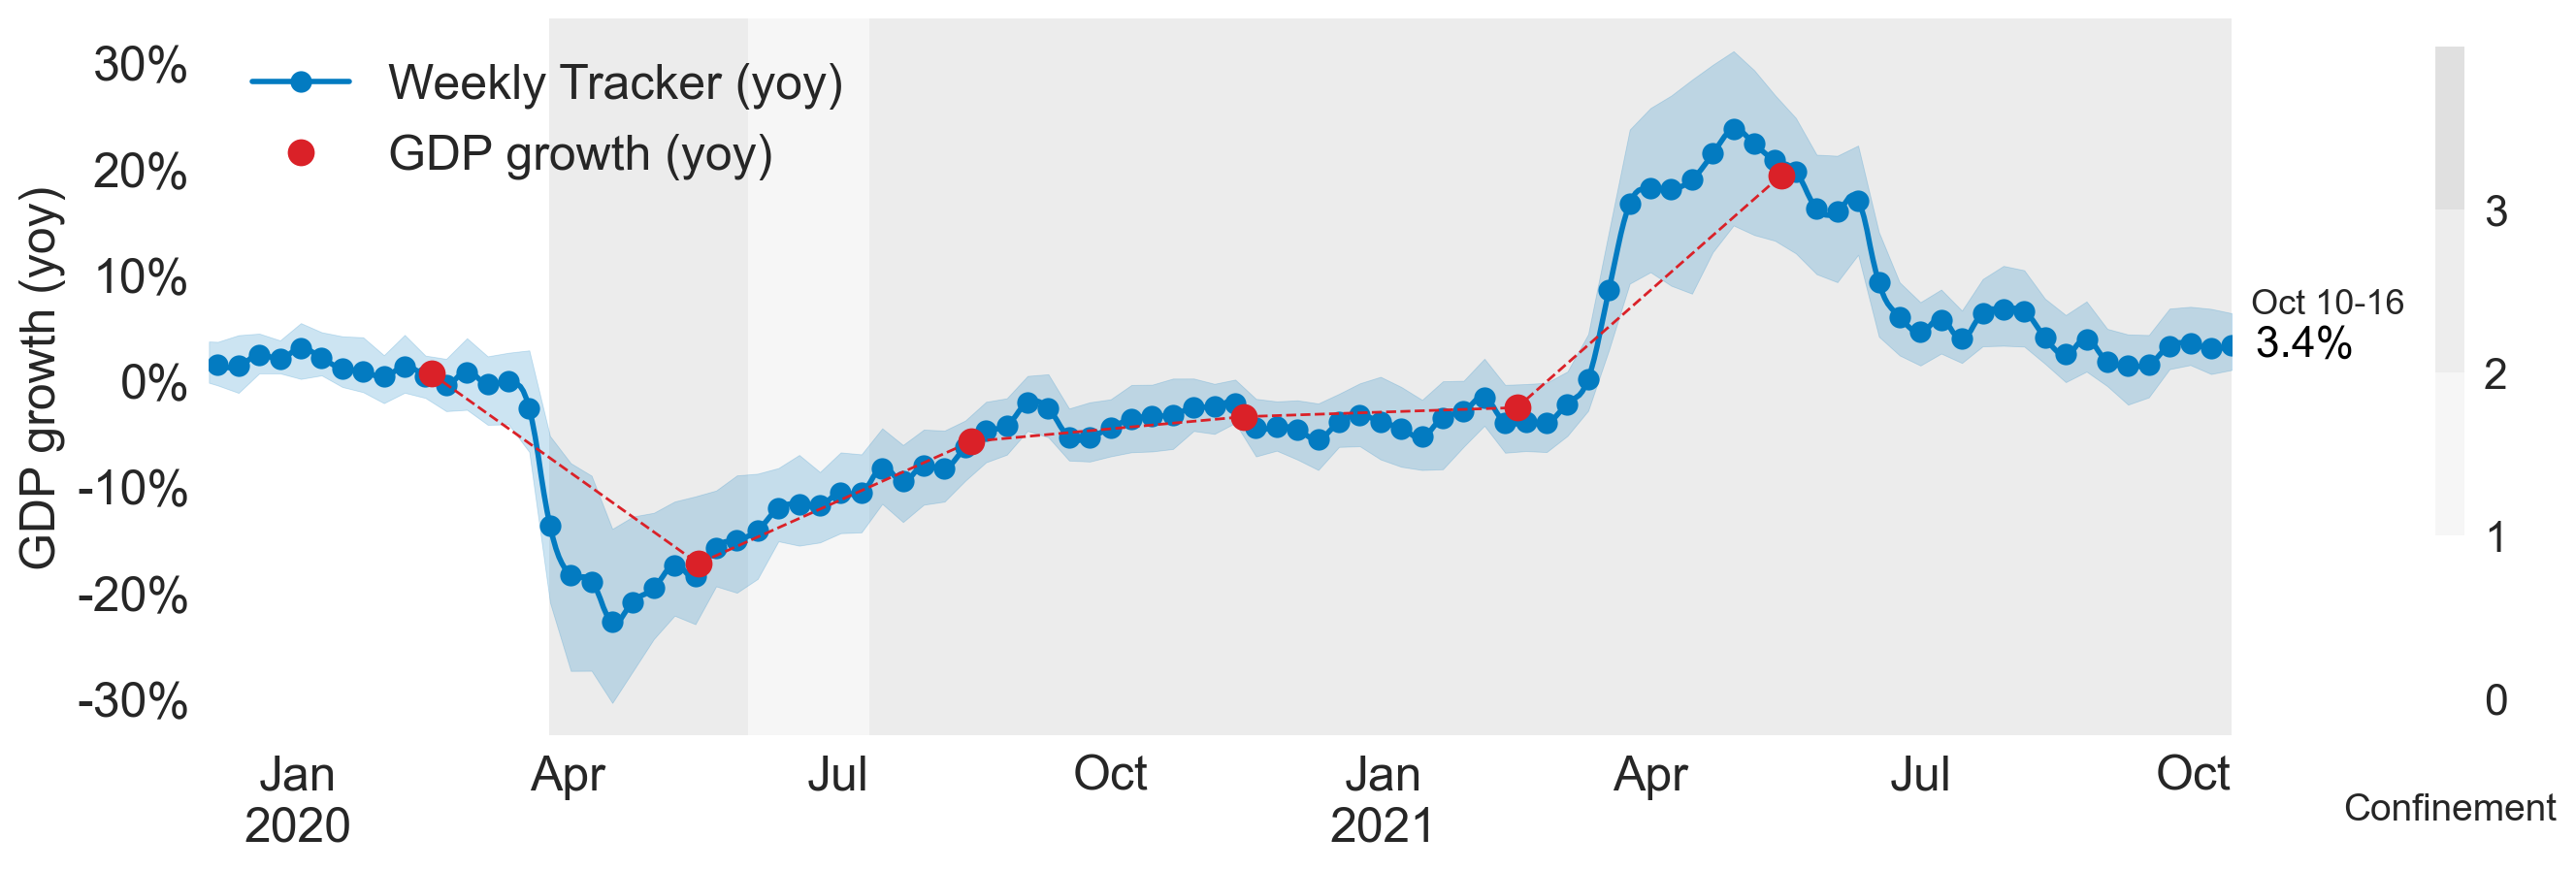 30%
20%
10%
0%
-10%
-20%
-30%
GDP growth (yoy)
Weekly Tracker (yoy)
GDP growth (yoy)
Oct 10-16
3.4%
3
2
1
0
Confinement
Jan Apr Jul Oct Jan Apr Jul Oct
2020 2021